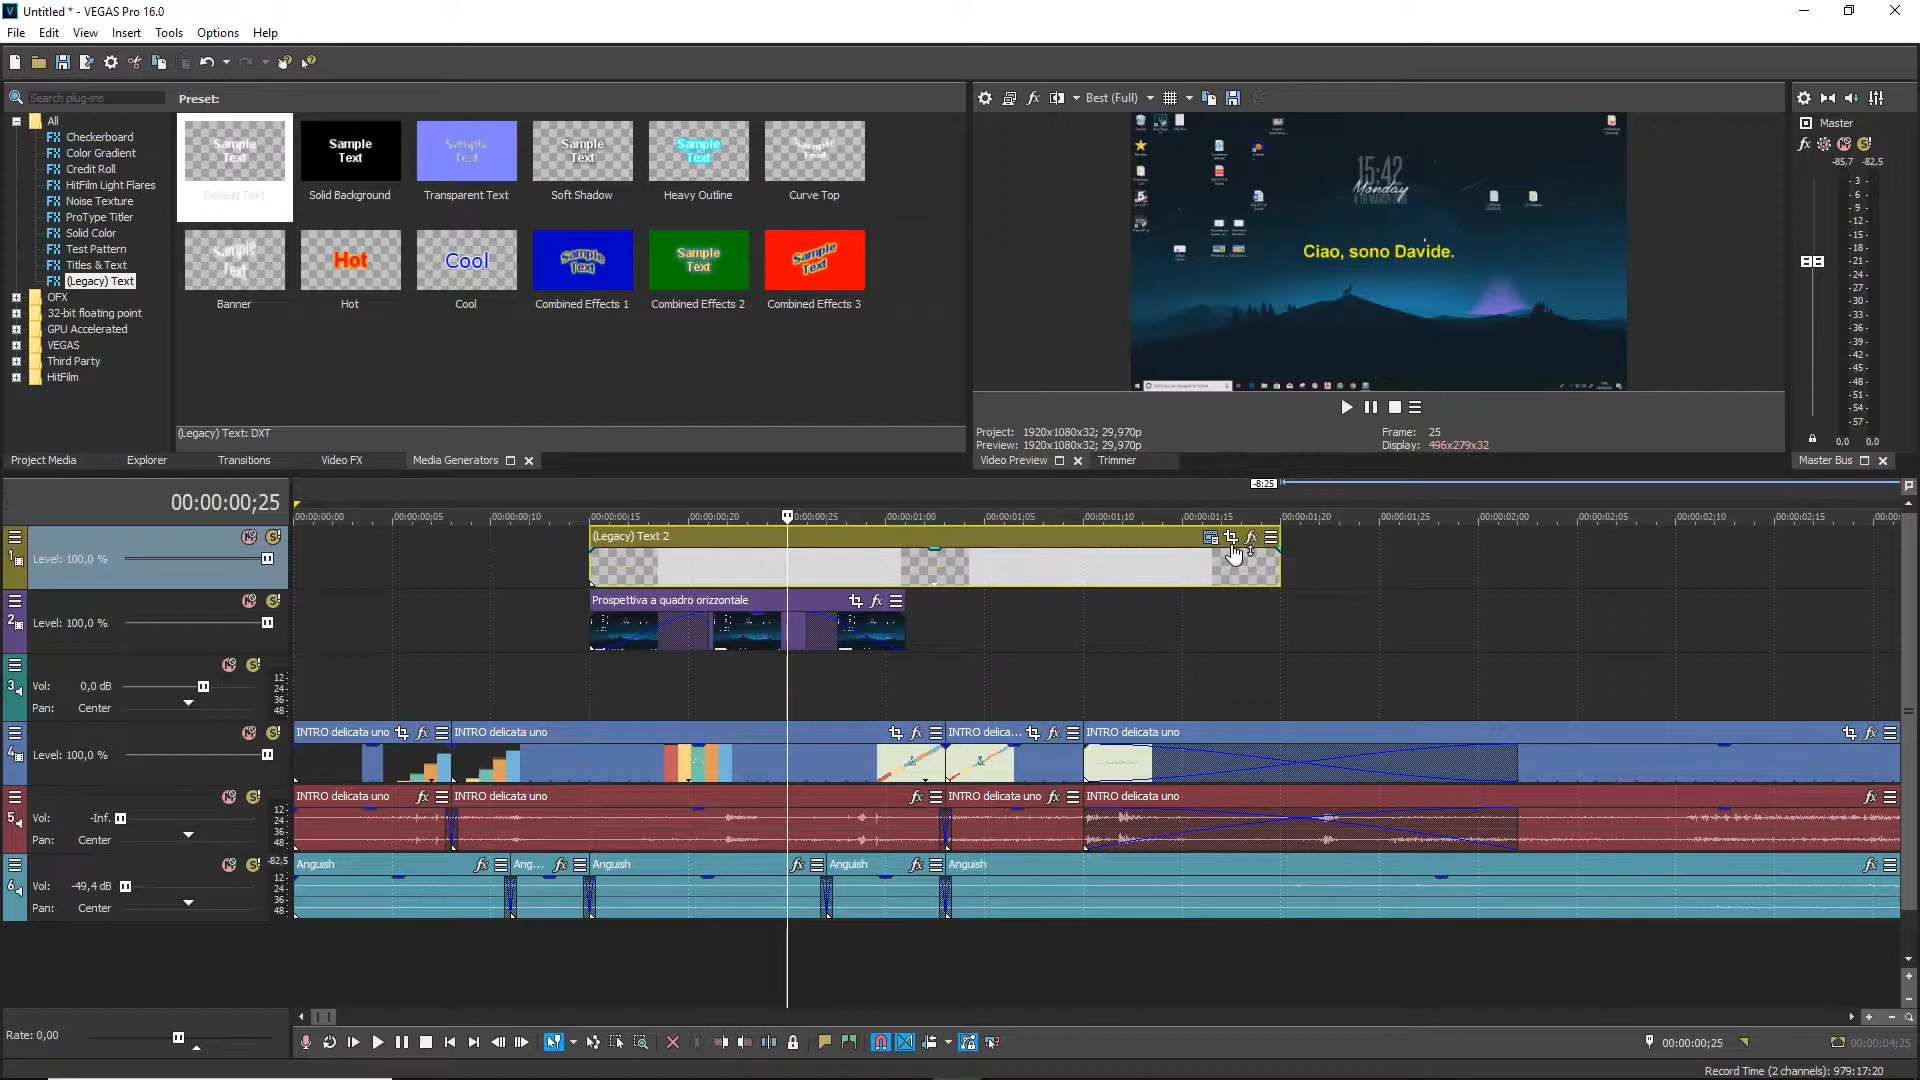 Untitled * - VEGAS Pro 16.0
File Edit View Insert Tools Options Help
Search plug-ins
Preset:
All
Checkerboard
Color Gradient
Credit Roll
HitFilm Light Flares
Noise Texture
ProType Titler
Solid Color
Test Pattern
Titles & Text
(Legacy) Text
OFX
32-bit floating point
GPU Accelerated
VEGAS
Third Party
HitFilm
Sample Text Sample Text Sample Text Sample Text Sample Text Sample Text
Default Text Solid Background Transparent Text Soft Shadow Heavy Outline Curve Top
Sample Text Hot Cool Sample Text Sample Text Sample Text
Banner Hot Cool Combined Effects 1 Combined Effects 2 Combined Effects 3
(Legacy) Text: DXT
Project Media Explorer Transitions Video FX Media Generators
Best (Full)
15:42
Monday
Ciao, sono Davide.
Project: 1920x1080x32; 29,970p
Preview: 1920x1080x32; 29,970p
Frame: 25
Display: 496x279x32
Video Preview Trimmer
Master
-85,7 -82,5
- 3 -
- 6 -
- 9 -
-12-
-15-
-18-
-21-
-24-
-27-
-30-
-33-
-36-
-39-
-42-
-45-
-48-
-51-
-54-
-57-
0,0 0,0
Master Bus
00:00:00;25
-8;25
00:00:00;00 00:00:00;05 00:00:00;10 00:00:00;15 00:00:00;20 00:00:00;25 00:00:01;00 00:00:01;05 00:00:01;10 00:00:01;15 00:00:01;20 00:00:01;25 00:00:02;00 00:00:02;05 00:00:02;10 00:00:02;15 00:00:02;20
1 Level: 100,0 %
(Legacy) Text 2
2 Level: 100,0 %
Prospettiva a quadro orizzontale
3 Vol: 0,0 dB
Pan: Center
12-
24-
36-
48-
4 Level: 100,0 %
INTRO delicata uno INTRO delicata uno INTRO delica... INTRO delicata uno
5 Vol: -Inf.
Pan: Center
12-
24-
36-
48-
INTRO delicata uno INTRO delicata uno INTRO delicata uno INTRO delicata uno
6 Vol: -49,4 dB
Pan: Center
-82,5
12-
24-
36-
48-
Anguish Ang... Anguish Anguish Anguish
Rate: 0,00
00:00:00;25
00:00:04;25
Record Time (2 channels): 979:17:20